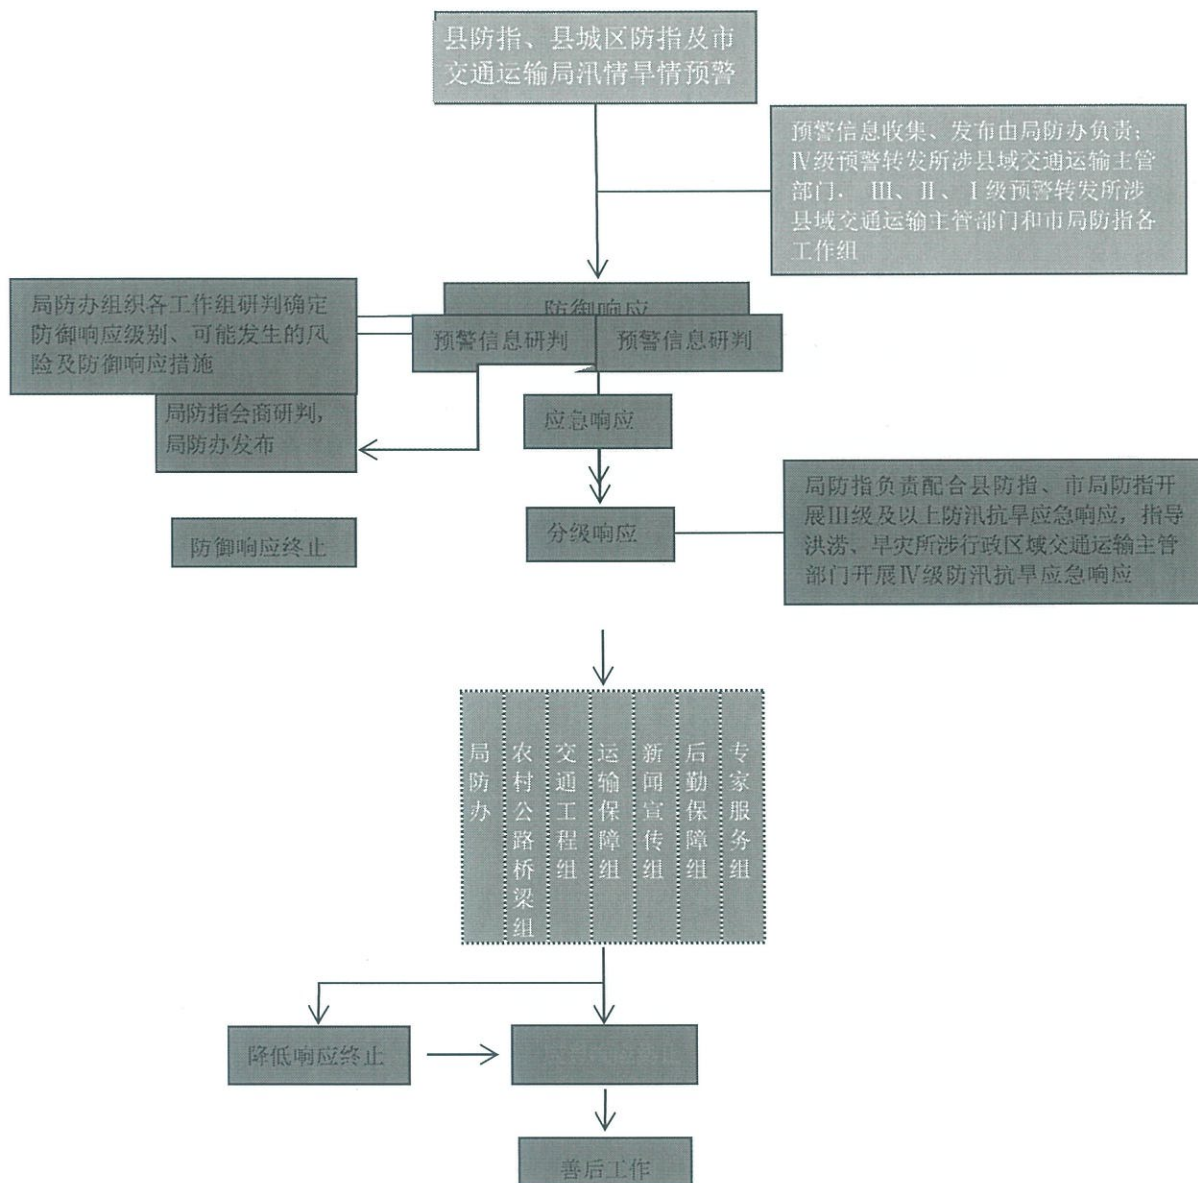 县防指、县城区防指及市
交通运输局汛情旱情预警
预警信息收集、发布由局防办负责；
Ⅳ级预警转发所涉县域交通运输主管
部门． Ⅲ、Ⅱ、Ⅰ级预警转发所涉
县域交通运输主管部门和市局防指各
工作组
局防办组织各工作组研判确定
防御响应级别、可能发生的风
险及防御响应措施
防御响应
预警信息研判
预警信息研判
局防指会商研判，
局防办发布
应急响应
防御响应终止
分级响应
局防指负责配合县防指、市局防指开
展Ⅲ级及以上防汛抗旱应急响应，指导
洪涝、旱灾所涉行政区域交通运输主管
部门开展Ⅳ级防汛抗旱应急响应
局防办
农村公路桥梁组
交通工程组
运输保障组
新闻宣传组
后勤保障组
专家服务组
降低响应终止
善后工作